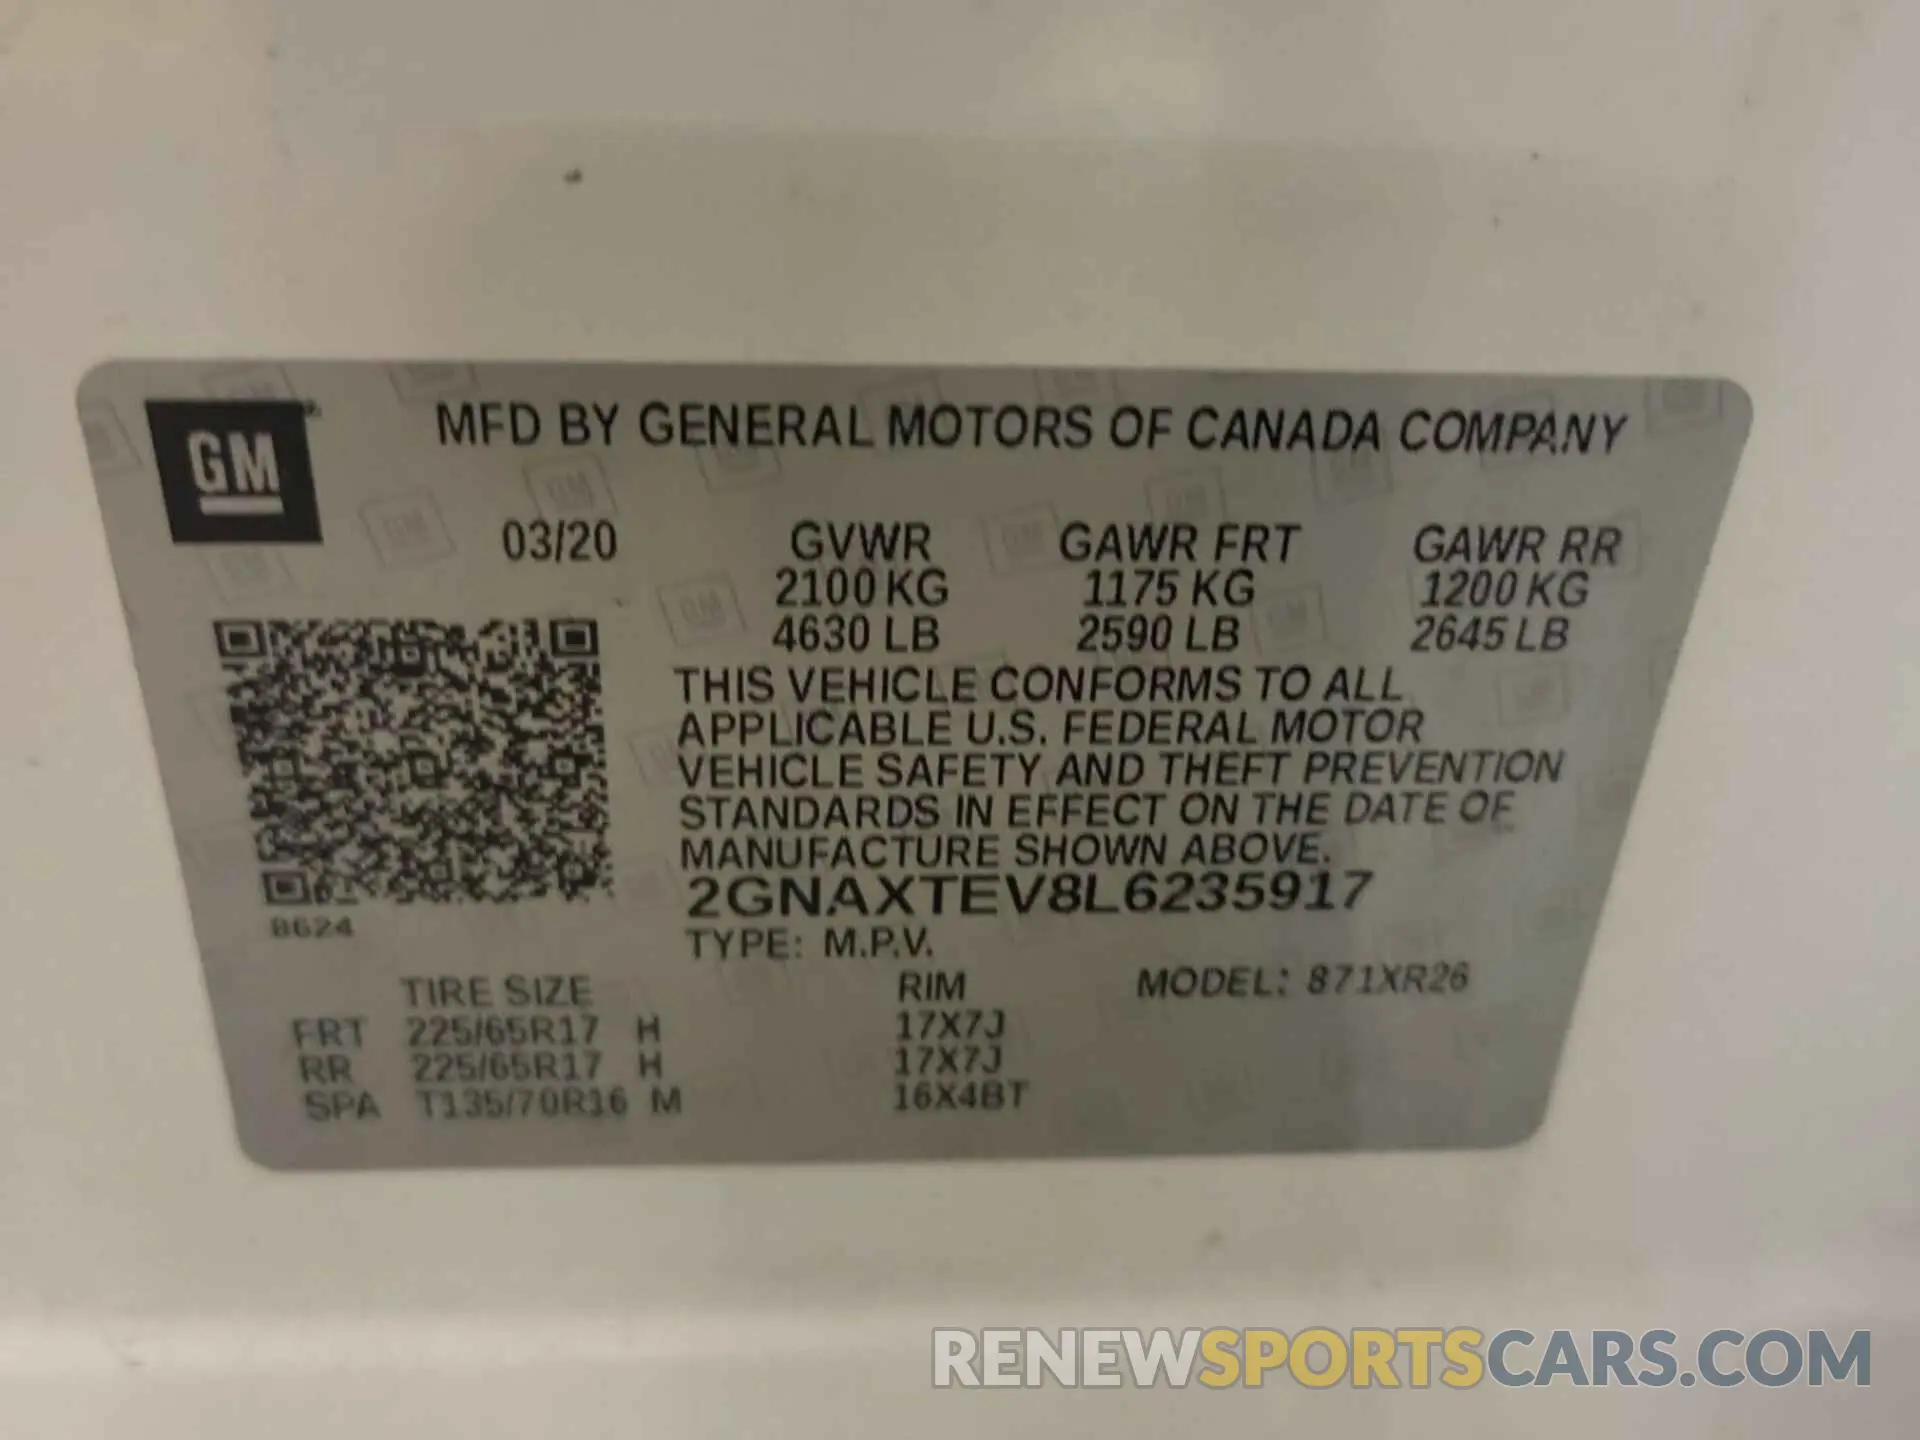 GM
MFD BY GENERAL MOTORS OF CANADA COMPANY
03/20 GVWR GAWR FRT GAWR RR
2100 KG 1175 KG 1200 KG
4630 LB 2590 LB 2645 LB
THIS VEHICLE CONFORMS TO ALL
APPLICABLE U.S. FEDERAL MOTOR
VEHICLE SAFETY AND THEFT PREVENTION
STANDARDS IN EFFECT ON THE DATE OF
MANUFACTURE SHOWN ABOVE.
2GNAXTEV8L6235917
8624
TYPE: M.P.V.
TIRE SIZE RIM MODEL: 871XR26
FRT 225/65R17 H 17X7J
RR 225/65R17 H 17X7J
SPA T135/70R16 M 16X4BT
RENEWSPORTSCARS.COM